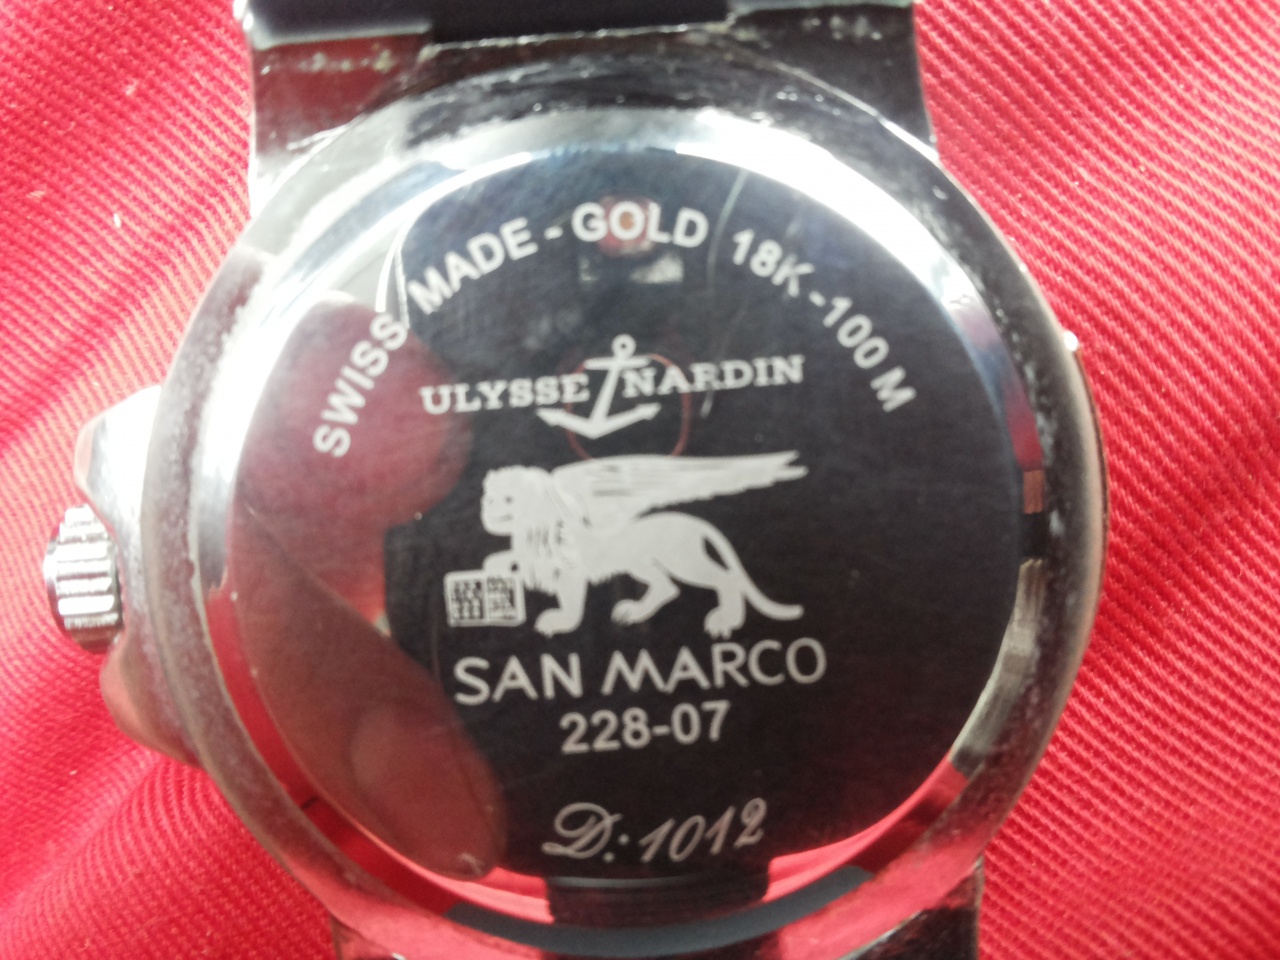 SWISS MADE - GOLD 18K - 100 M
ULYSSE NARDIN
SAN MARCO
228-07
D.: 1012